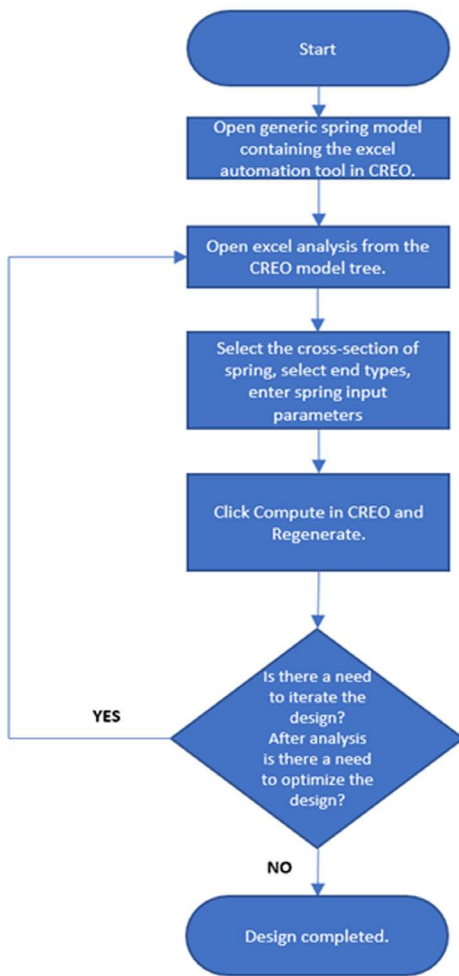 Start
Open generic spring model
containing the excel
automation tool in CREO.
Open excel analysis from the
CREO model tree.
Select the cross-section of
spring, select end types,
enter spring input
parameters
Click Compute in CREO and
Regenerate.
Is there a need
to iterate the
design?
After analysis
is there a need
to optimize the
design?
YES
NO
Design completed.